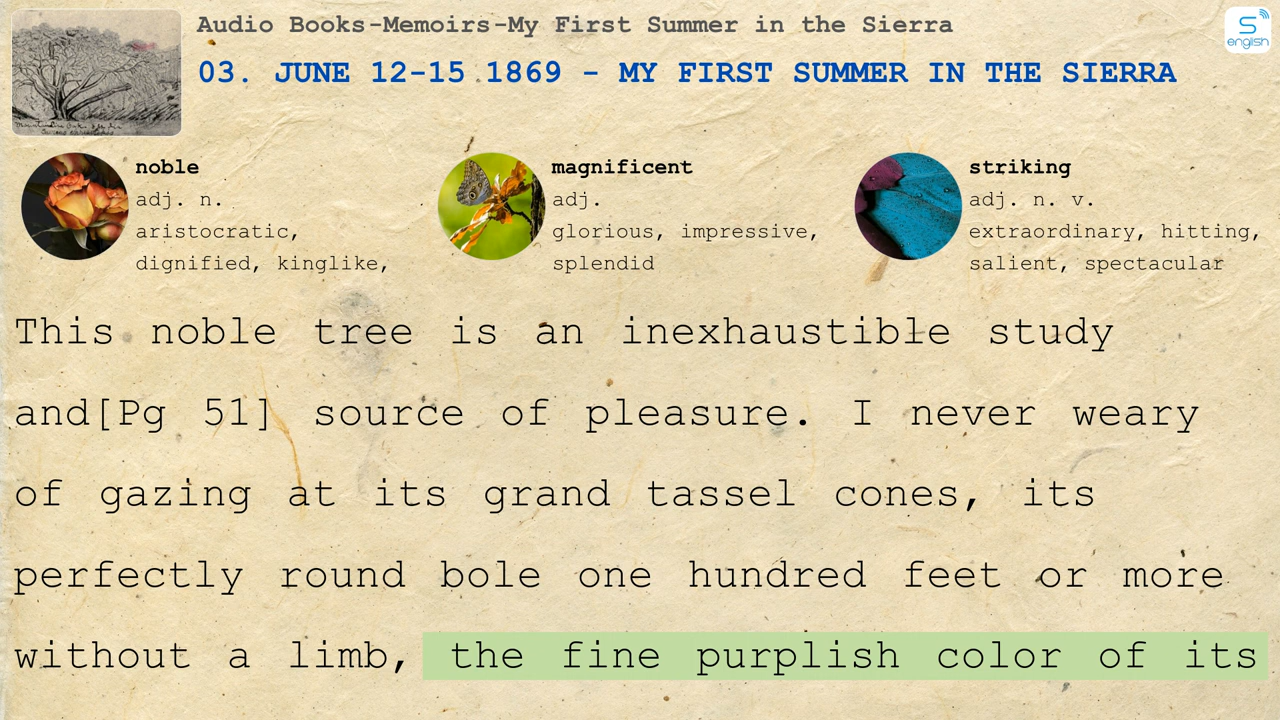 Audio Books-Memoirs-My First Summer in the Sierra
03. JUNE 12-15 1869 - MY FIRST SUMMER IN THE SIERRA
S
english
noble
adj. n.
aristocratic,
dignified, kinglike,
magnificent
adj.
glorious, impressive,
splendid
striking
adj. n. v.
extraordinary, hitting,
salient, spectacular
This noble tree is an inexhaustible study
and[Pg 51] source of pleasure. I never weary
of gazing at its grand tassel cones, its
perfectly round bole one hundred feet or more
without a limb, the fine purplish color of its